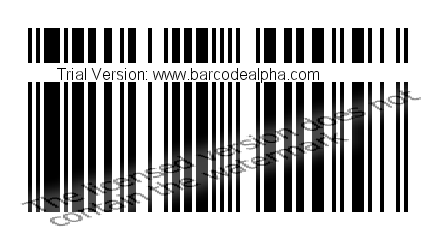 Trial Version: www.barcodealpha.com
The licensed version does not
contain the watermark